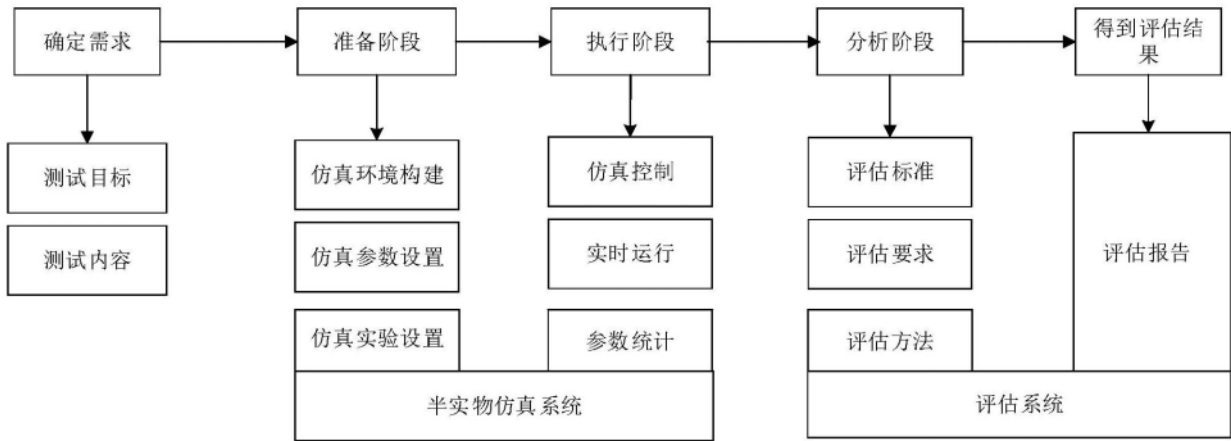 确定需求
准备阶段
执行阶段
分析阶段
得到评估结
果
测试目标
仿真环境构建
仿真控制
评估标准
测试内容
仿真参数设置
实时运行
评估要求
评估报告
仿真实验设置
参数统计
评估方法
半实物仿真系统
评估系统